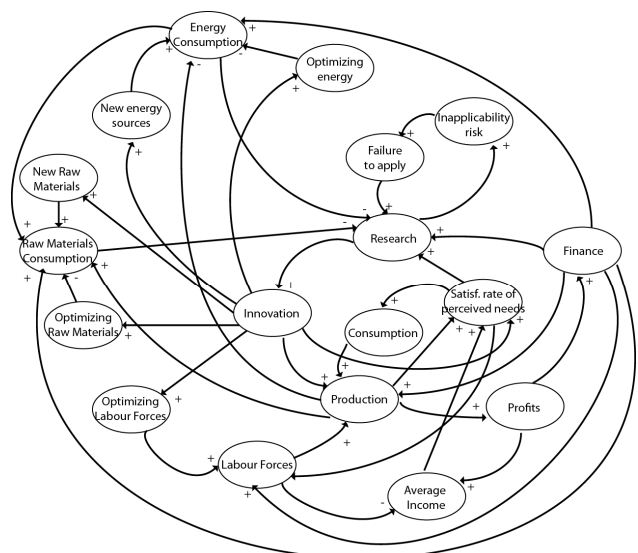 Energy
Consumption
Optimizing
energy
New energy
sources
Inapplicability
risk
Failure
to apply
New Raw
Materials
Raw Materials
Consumption
Research
Finance
Satisf. rate of
perceived needs
Innovation
Optimizing
Raw Materials
Consumption
Production
Optimizing
Labour Forces
Profits
Labour Forces
Average
Income